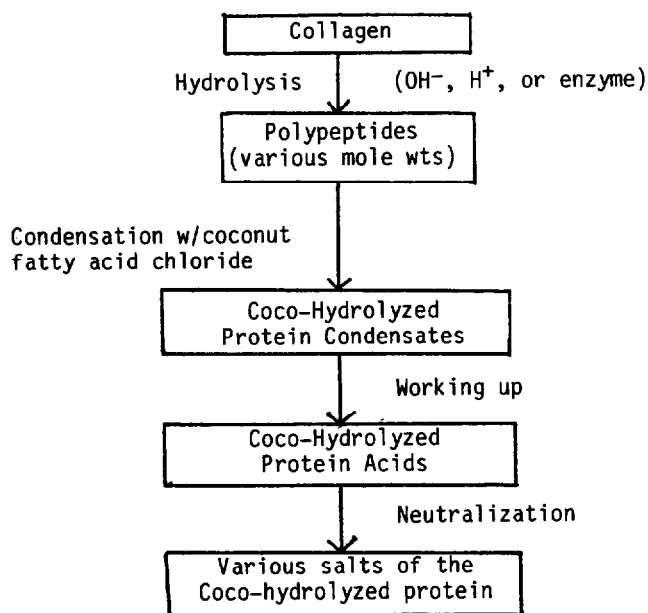 Collagen
Hydrolysis (OH⁻, H⁺, or enzyme)
Polypeptides
(various mole wts)
Condensation w/coconut
fatty acid chloride
Coco-Hydrolyzed
Protein Condensates
Working up
Coco-Hydrolyzed
Protein Acids
Neutralization
Various salts of the
Coco-hydrolyzed protein